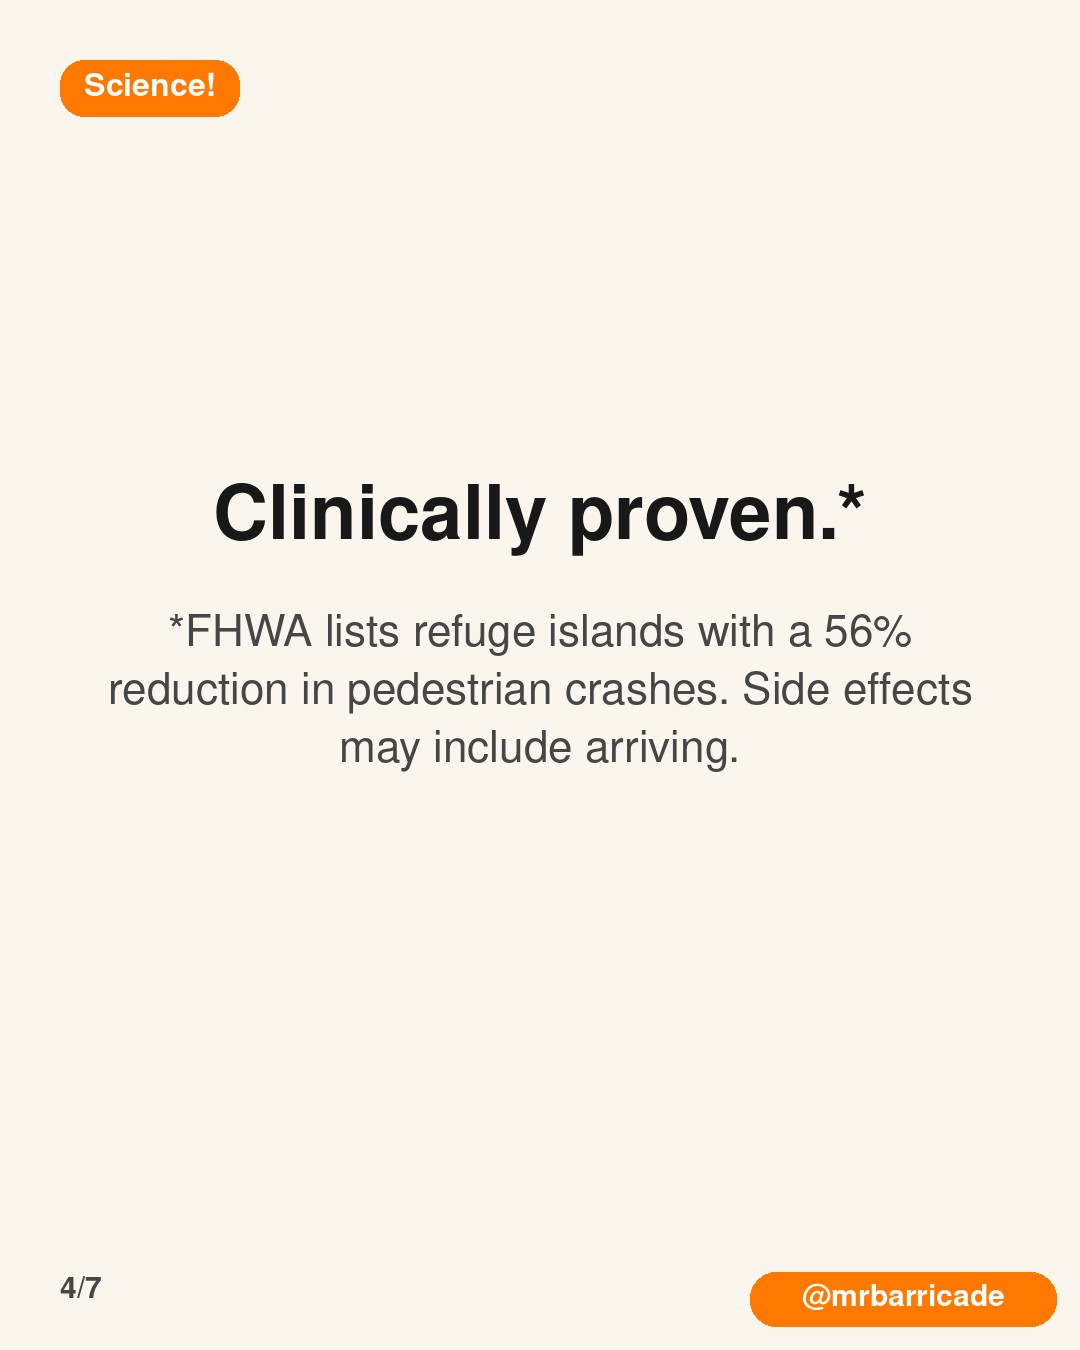 Science!
Clinically proven.*
*FHWA lists refuge islands with a 56%
reduction in pedestrian crashes. Side effects
may include arriving.
4/7
@mrbarricade